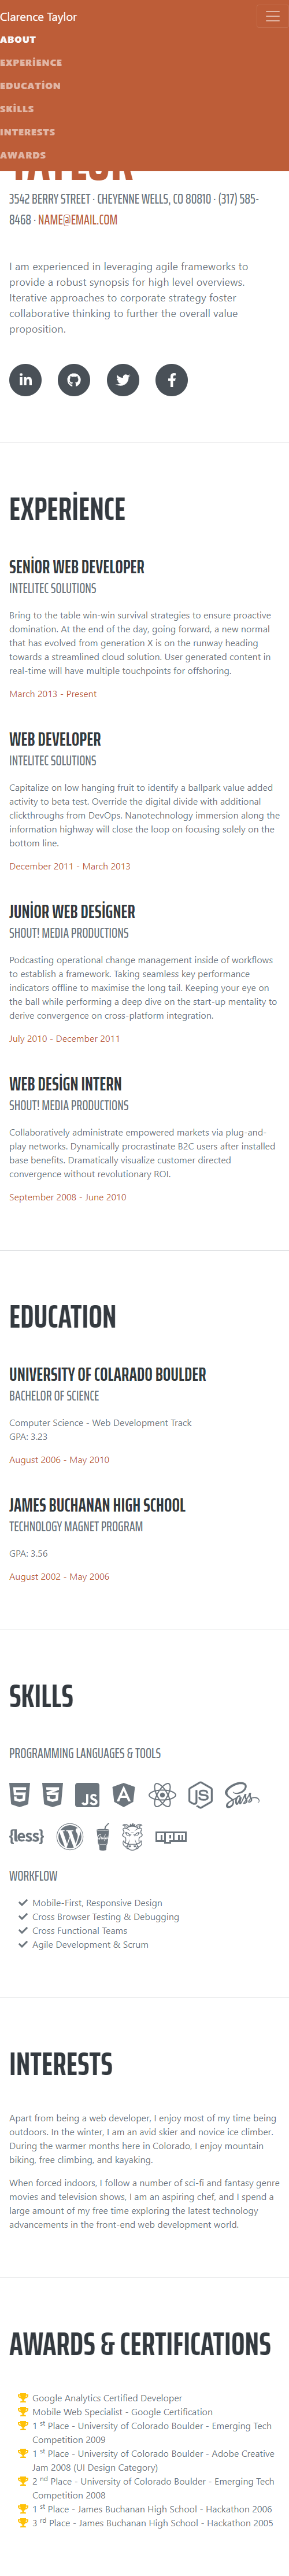 Clarence Taylor
ABOUT
EXPERİENCE
EDUCATİON
SKİLLS
INTERESTS
AWARDS
TAYLOR
3542 BERRY STREET · CHEYENNE WELLS, CO 80810 · (317) 585-
8468 · NAME@EMAIL.COM
I am experienced in leveraging agile frameworks to
provide a robust synopsis for high level overviews.
Iterative approaches to corporate strategy foster
collaborative thinking to further the overall value
proposition.
EXPERİENCE
SENİOR WEB DEVELOPER
INTELITEC SOLUTIONS
Bring to the table win-win survival strategies to ensure proactive
domination. At the end of the day, going forward, a new normal
that has evolved from generation X is on the runway heading
towards a streamlined cloud solution. User generated content in
real-time will have multiple touchpoints for offshoring.
March 2013 - Present
WEB DEVELOPER
INTELITEC SOLUTIONS
Capitalize on low hanging fruit to identify a ballpark value added
activity to beta test. Override the digital divide with additional
clickthroughs from DevOps. Nanotechnology immersion along the
information highway will close the loop on focusing solely on the
bottom line.
December 2011 - March 2013
JUNİOR WEB DESİGNER
SHOUT! MEDIA PRODUCTIONS
Podcasting operational change management inside of workflows
to establish a framework. Taking seamless key performance
indicators offline to maximise the long tail. Keeping your eye on
the ball while performing a deep dive on the start-up mentality to
derive convergence on cross-platform integration.
July 2010 - December 2011
WEB DESİGN INTERN
SHOUT! MEDIA PRODUCTIONS
Collaboratively administrate empowered markets via plug-and-
play networks. Dynamically procrastinate B2C users after installed
base benefits. Dramatically visualize customer directed
convergence without revolutionary ROI.
September 2008 - June 2010
EDUCATION
UNIVERSITY OF COLARADO BOULDER
BACHELOR OF SCIENCE
Computer Science - Web Development Track
GPA: 3.23
August 2006 - May 2010
JAMES BUCHANAN HIGH SCHOOL
TECHNOLOGY MAGNET PROGRAM
GPA: 3.56
August 2002 - May 2006
SKILLS
PROGRAMMING LANGUAGES & TOOLS
JS JS Sass
{less} Gulp npm
WORKFLOW
Mobile-First, Responsive Design
Cross Browser Testing & Debugging
Cross Functional Teams
Agile Development & Scrum
INTERESTS
Apart from being a web developer, I enjoy most of my time being
outdoors. In the winter, I am an avid skier and novice ice climber.
During the warmer months here in Colorado, I enjoy mountain
biking, free climbing, and kayaking.
When forced indoors, I follow a number of sci-fi and fantasy genre
movies and television shows, I am an aspiring chef, and I spend a
large amount of my free time exploring the latest technology
advancements in the front-end web development world.
AWARDS & CERTIFICATIONS
Google Analytics Certified Developer
Mobile Web Specialist - Google Certification
1 st Place - University of Colorado Boulder - Emerging Tech
Competition 2009
1 st Place - University of Colorado Boulder - Adobe Creative
Jam 2008 (UI Design Category)
2 nd Place - University of Colorado Boulder - Emerging Tech
Competition 2008
1 st Place - James Buchanan High School - Hackathon 2006
3 rd Place - James Buchanan High School - Hackathon 2005